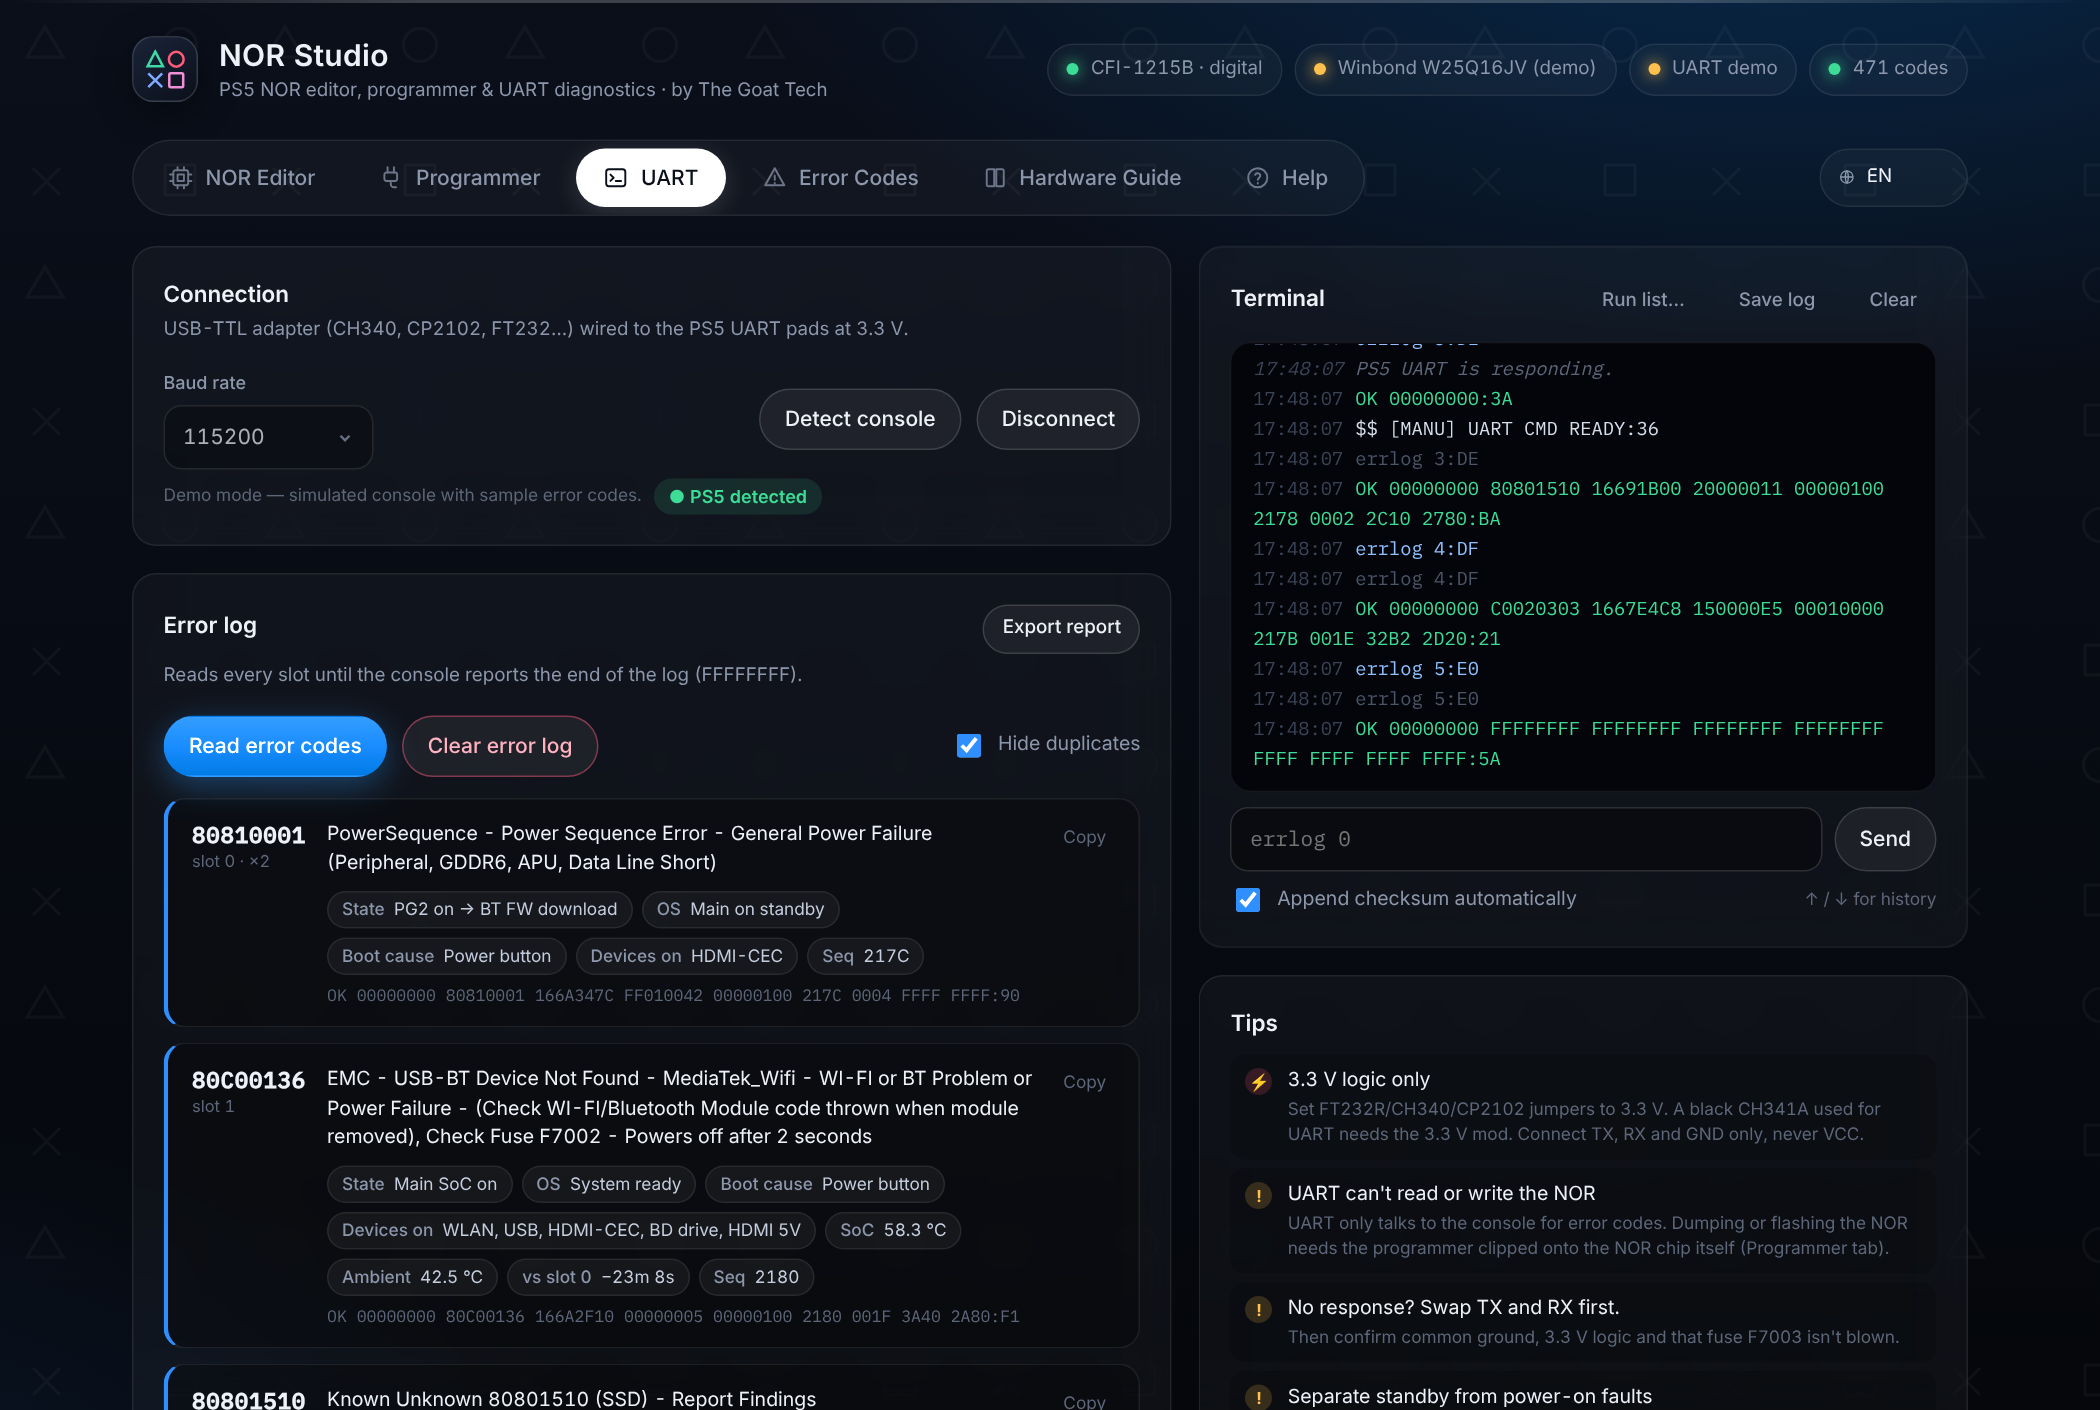 NOR Studio
PS5 NOR editor, programmer & UART diagnostics · by The Goat Tech
CFI-1215B · digital
Winbond W25Q16JV (demo)
UART demo
471 codes
NOR Editor
Programmer
UART
Error Codes
Hardware Guide
Help
EN
Connection
USB-TTL adapter (CH340, CP2102, FT232...) wired to the PS5 UART pads at 3.3 V.
Baud rate
115200
Detect console
Disconnect
Demo mode — simulated console with sample error codes.
PS5 detected
Error log
Export report
Reads every slot until the console reports the end of the log (FFFFFFFF).
Read error codes
Clear error log
Hide duplicates
80810001
slot 0 · ×2
PowerSequence - Power Sequence Error - General Power Failure
(Peripheral, GDDR6, APU, Data Line Short)
Copy
State PG2 on → BT FW download
OS Main on standby
Boot cause Power button
Devices on HDMI-CEC
Seq 217C
OK 00000000 80810001 166A347C FF010042 00000100 217C 0004 FFFF FFFF:90
80C00136
slot 1
EMC - USB-BT Device Not Found - MediaTek_Wifi - WI-FI or BT Problem or
Power Failure - (Check WI-FI/Bluetooth Module code thrown when module
removed), Check Fuse F7002 - Powers off after 2 seconds
Copy
State Main SoC on
OS System ready
Boot cause Power button
Devices on WLAN, USB, HDMI-CEC, BD drive, HDMI 5V
SoC 58.3 °C
Ambient 42.5 °C
vs slot 0 −23m 8s
Seq 2180
OK 00000000 80C00136 166A2F10 00000005 00000100 2180 001F 3A40 2A80:F1
80801510
Known Unknown 80801510 (SSD) - Report Findings
Copy
Terminal
Run list...
Save log
Clear
17:48:07 PS5 UART is responding.
17:48:07 OK 00000000:3A
17:48:07 $$ [MANU] UART CMD READY:36
17:48:07 errlog 3:DE
17:48:07 OK 00000000 80801510 16691B00 20000011 00000100
2178 0002 2C10 2780:BA
17:48:07 errlog 4:DF
17:48:07 errlog 4:DF
17:48:07 OK 00000000 C0020303 1667E4C8 150000E5 00010000
217B 001E 32B2 2D20:21
17:48:07 errlog 5:E0
17:48:07 errlog 5:E0
17:48:07 OK 00000000 FFFFFFFF FFFFFFFF FFFFFFFF FFFFFFFF
FFFF FFFF FFFF FFFF:5A
errlog 0
Send
Append checksum automatically
↑ / ↓ for history
Tips
3.3 V logic only
Set FT232R/CH340/CP2102 jumpers to 3.3 V. A black CH341A used for
UART needs the 3.3 V mod. Connect TX, RX and GND only, never VCC.
UART can't read or write the NOR
UART only talks to the console for error codes. Dumping or flashing the NOR
needs the programmer clipped onto the NOR chip itself (Programmer tab).
No response? Swap TX and RX first.
Then confirm common ground, 3.3 V logic and that fuse F7003 isn't blown.
Separate standby from power-on faults